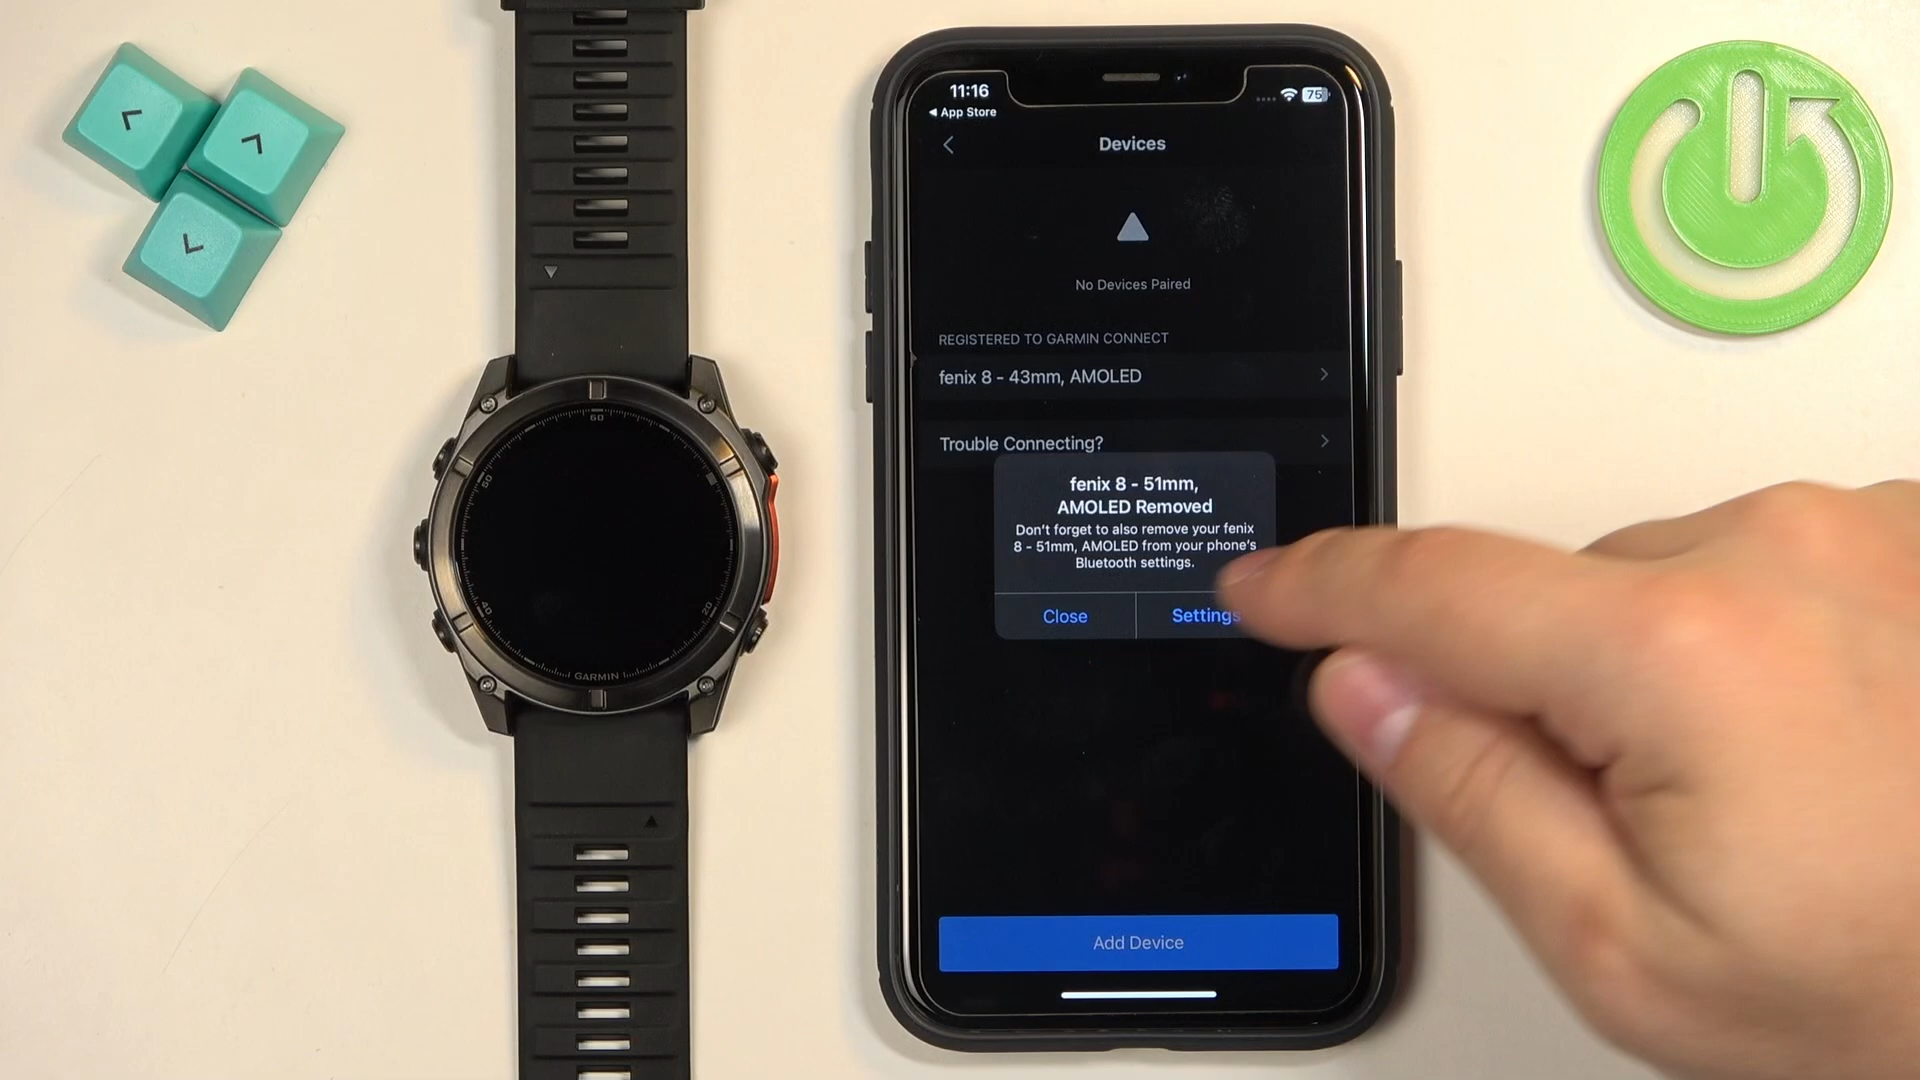 11:16
75
◀ App Store
Devices
No Devices Paired
REGISTERED TO GARMIN CONNECT
fenix 8 - 43mm, AMOLED
Trouble Connecting?
fenix 8 - 51mm,
AMOLED Removed
Don't forget to also remove your fenix
8 - 51mm, AMOLED from your phone's
Bluetooth settings.
Close
Settings
Add Device
60
50
40
20
GARMIN